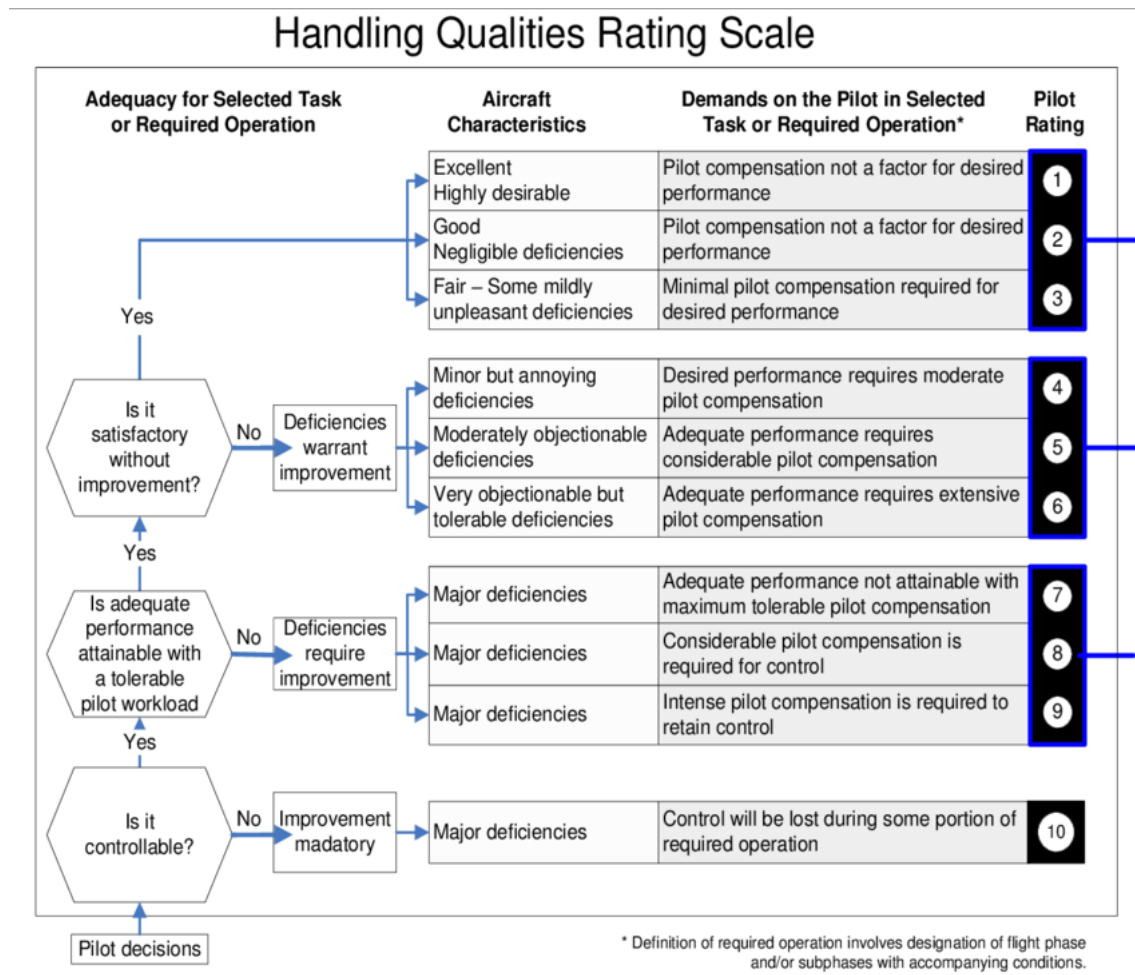 Handling Qualities Rating Scale
Adequacy for Selected Task
or Required Operation
Aircraft
Characteristics
Demands on the Pilot in Selected
Task or Required Operation*
Pilot
Rating
Excellent
Highly desirable
Pilot compensation not a factor for desired
performance
1
Good
Negligible deficiencies
Pilot compensation not a factor for desired
performance
2
Fair – Some mildly
unpleasant deficiencies
Minimal pilot compensation required for
desired performance
3
Yes
Is it
satisfactory
without
improvement?
No
Deficiencies
warrant
improvement
Minor but annoying
deficiencies
Desired performance requires moderate
pilot compensation
4
Moderately objectionable
deficiencies
Adequate performance requires
considerable pilot compensation
5
Very objectionable but
tolerable deficiencies
Adequate performance requires extensive
pilot compensation
6
Yes
Is adequate
performance
attainable with
a tolerable
pilot workload
No
Deficiencies
require
improvement
Major deficiencies
Adequate performance not attainable with
maximum tolerable pilot compensation
7
Major deficiencies
Considerable pilot compensation is
required for control
8
Major deficiencies
Intense pilot compensation is required to
retain control
9
Yes
Is it
controllable?
No
Improvement
madatory
Major deficiencies
Control will be lost during some portion of
required operation
10
Pilot decisions
* Definition of required operation involves designation of flight phase
and/or subphases with accompanying conditions.